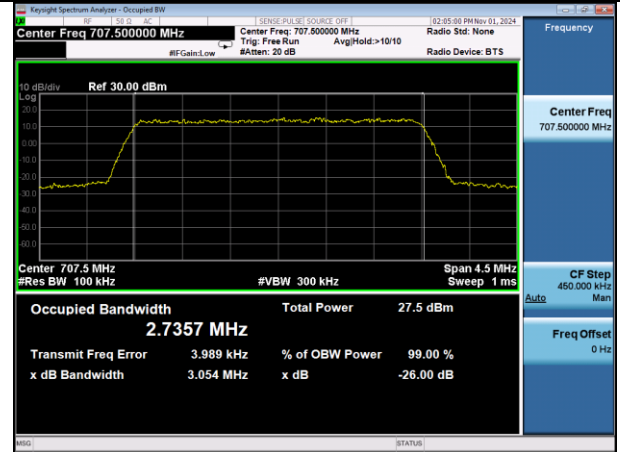 Keysight Spectrum Analyzer - Occupied BW
RF 50 Ω AC SENSE:PULSE SOURCE OFF 02:05:00 PM Nov 01, 2024
Center Freq 707.500000 MHz Center Freq: 707.500000 MHz Radio Std: None Frequency
Trig: Free Run Avg|Hold:>10/10
#IFGain:Low #Atten: 20 dB Radio Device: BTS
10 dB/div Ref 30.00 dBm
Log
20.0
10.0
0.00
-10.0
-20.0
-30.0
-50.0
-60.0
Center Freq
707.500000 MHz
Center 707.5 MHz Span 4.5 MHz
#Res BW 100 kHz #VBW 300 kHz Sweep 1 ms
CF Step
450.000 kHz
Auto Man
Occupied Bandwidth Total Power 27.5 dBm
2.7357 MHz
Transmit Freq Error 3.989 kHz % of OBW Power 99.00 %
x dB Bandwidth 3.054 MHz x dB -26.00 dB
Freq Offset
0 Hz
MSG STATUS